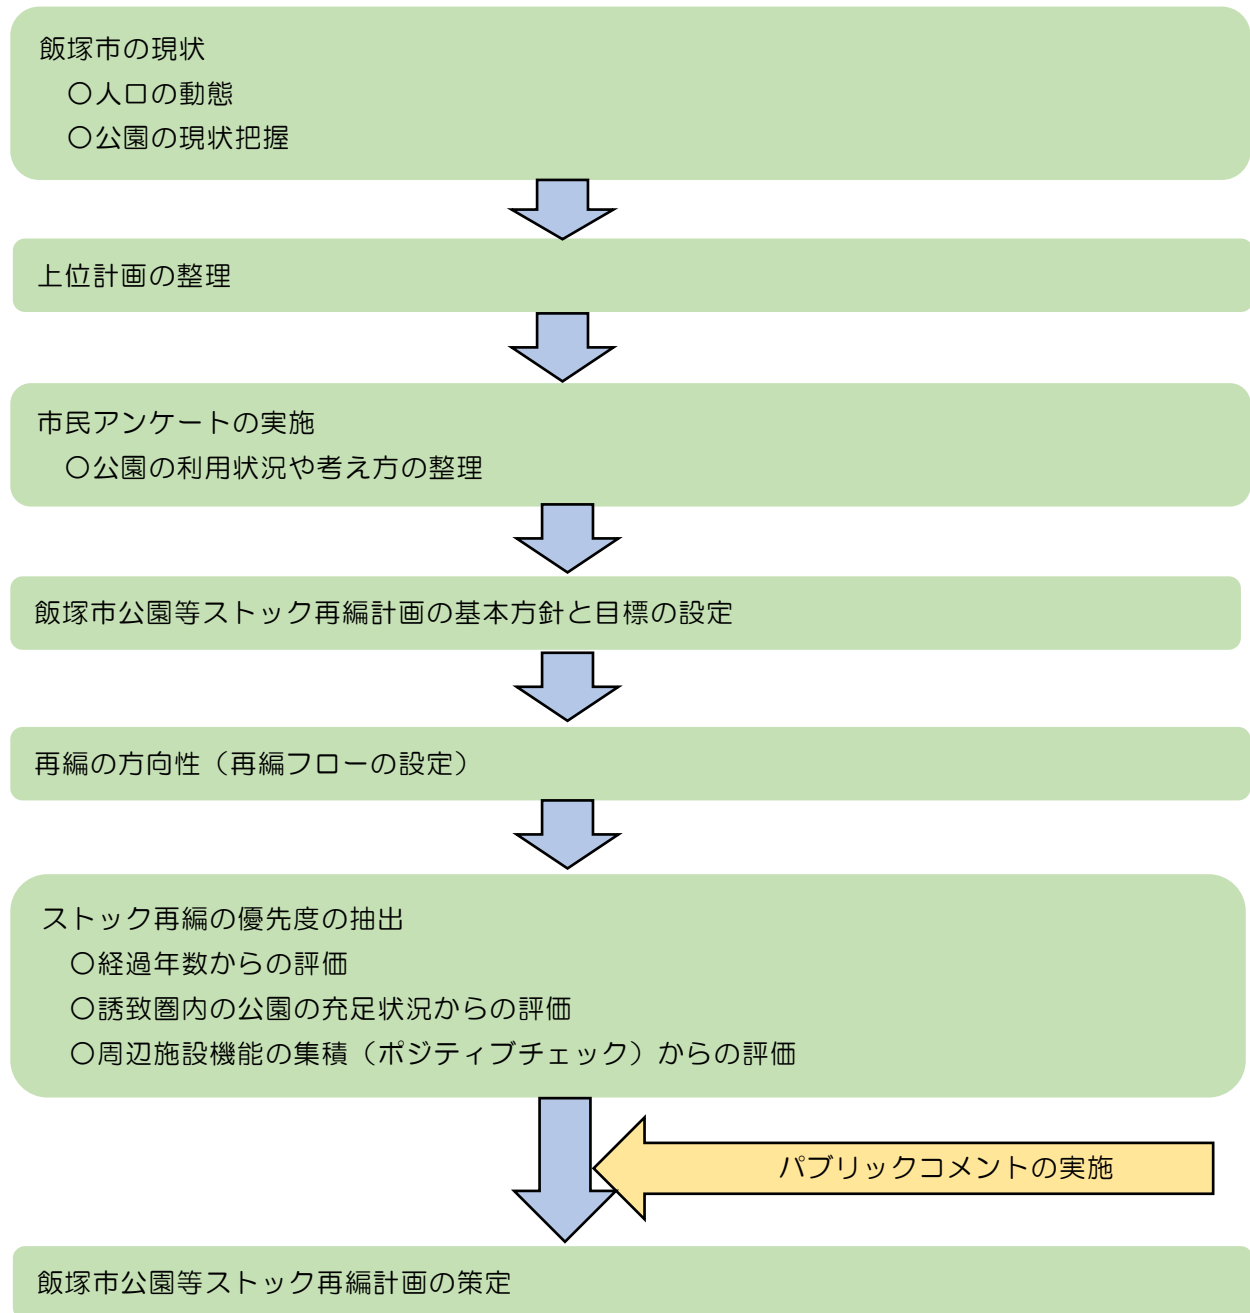 飯塚市の現状
〇人口の動態
〇公園の現状把握
上位計画の整理
市民アンケートの実施
〇公園の利用状況や考え方の整理
飯塚市公園等ストック再編計画の基本方針と目標の設定
再編の方向性（再編フローの設定）
ストック再編の優先度の抽出
〇経過年数からの評価
〇誘致圏内の公園の充足状況からの評価
〇周辺施設機能の集積（ポジティブチェック）からの評価
パブリックコメントの実施
飯塚市公園等ストック再編計画の策定